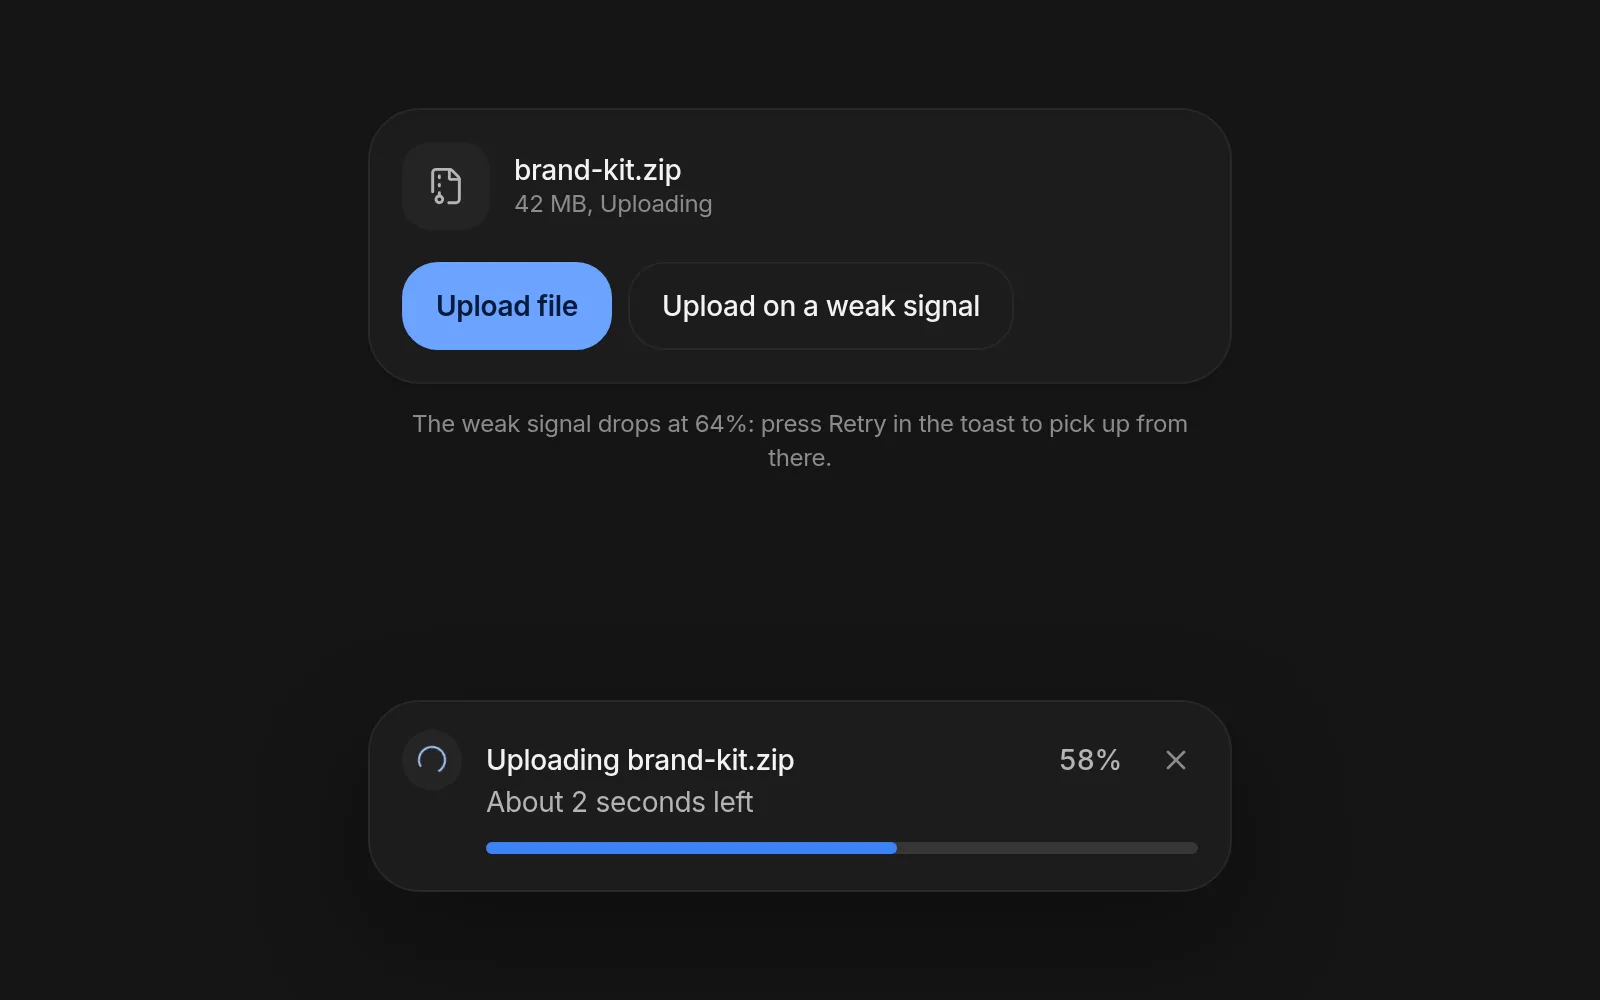 brand-kit.zip
42 MB, Uploading
Upload file
Upload on a weak signal
The weak signal drops at 64%: press Retry in the toast to pick up from
there.
Uploading brand-kit.zip
58%
About 2 seconds left